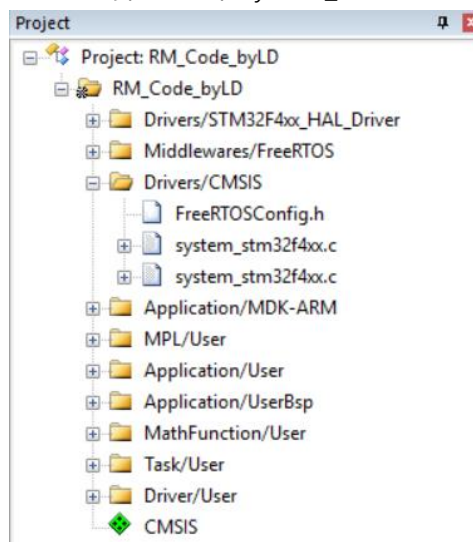 Project
Project: RM_Code_byLD
RM_Code_byLD
Drivers/STM32F4xx_HAL_Driver
Middlewares/FreeRTOS
Drivers/CMSIS
FreeRTOSConfig.h
system_stm32f4xx.c
system_stm32f4xx.c
Application/MDK-ARM
MPL/User
Application/User
Application/UserBsp
MathFunction/User
Task/User
Driver/User
CMSIS